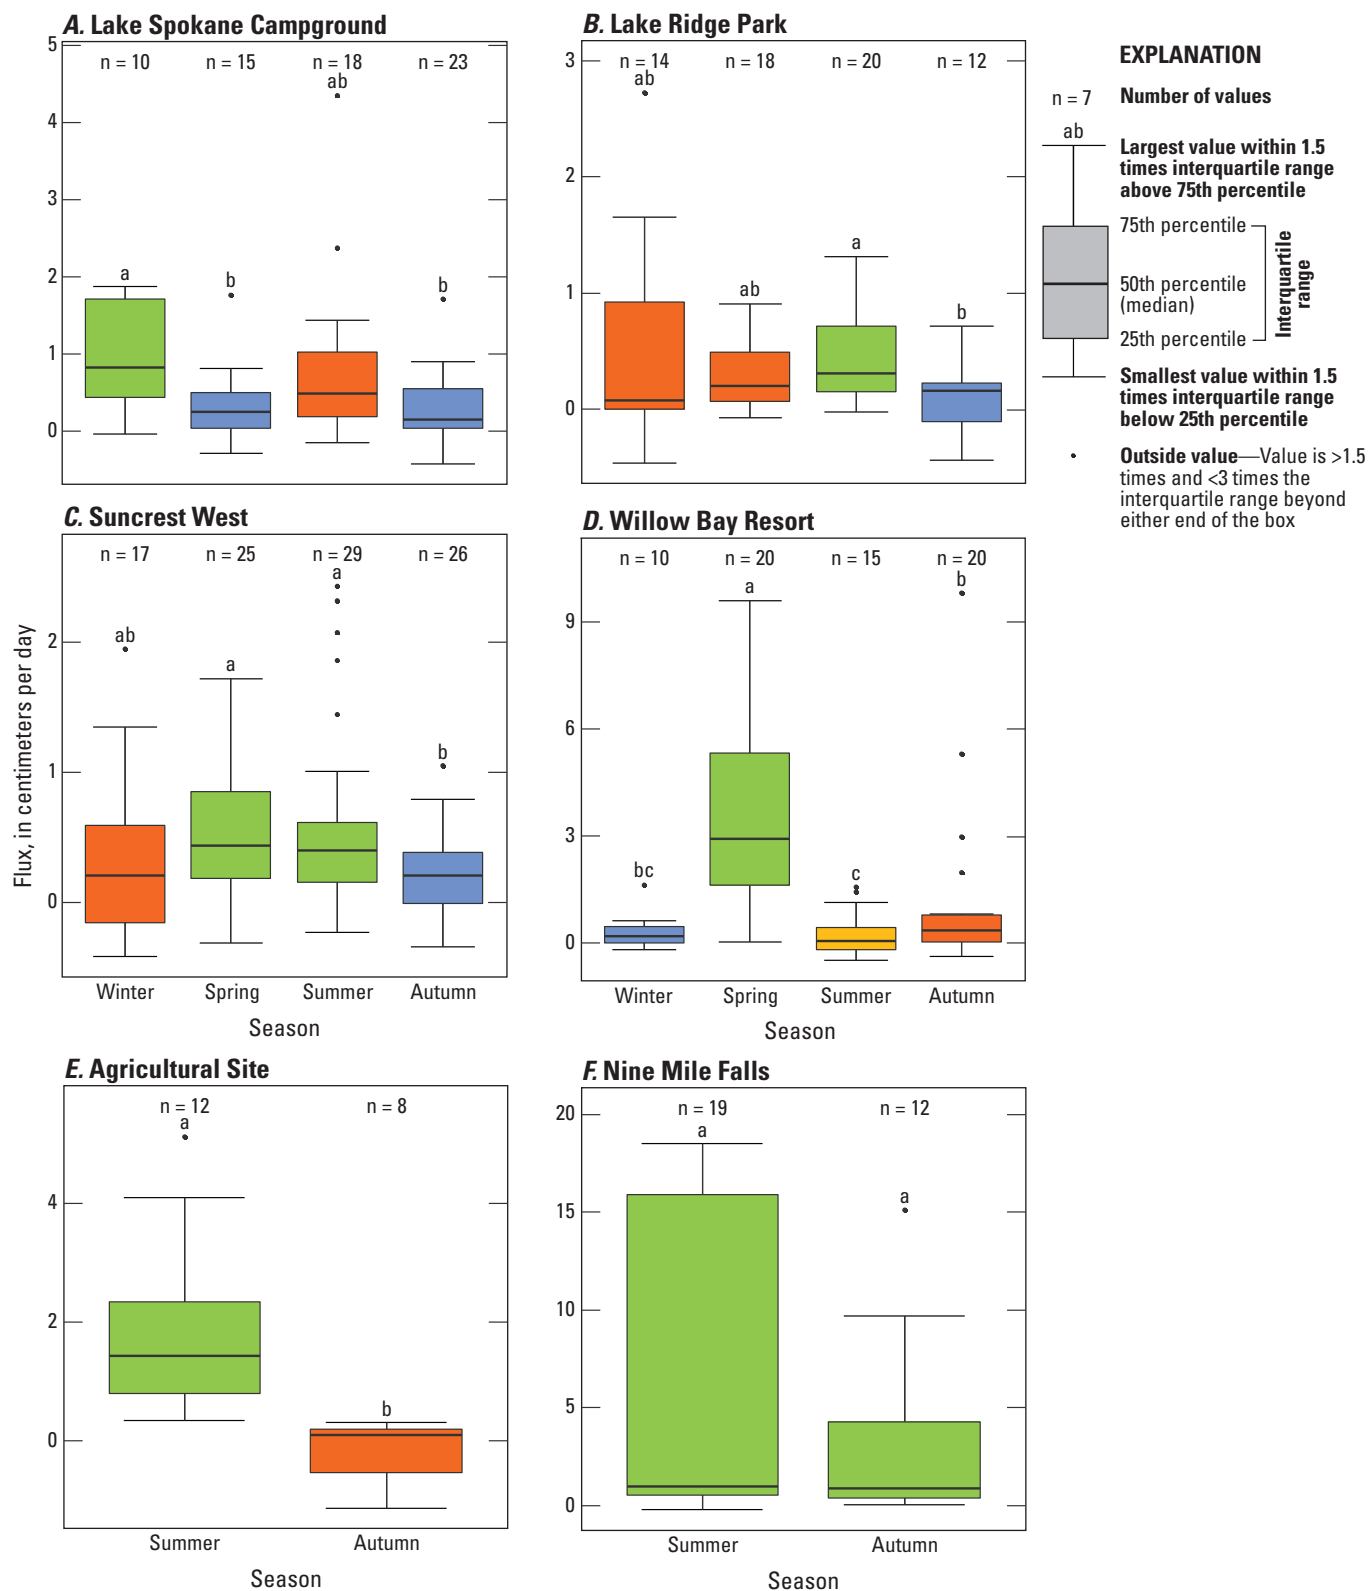 A. Lake Spokane Campground
5
4
3
2
1
0
n = 10
n = 15
n = 18
n = 23
a
b
ab
b
B. Lake Ridge Park
3
2
1
0
n = 14
n = 18
n = 20
n = 12
ab
ab
a
b
EXPLANATION
n = 7
Number of values
ab
Largest value within 1.5
times interquartile range
above 75th percentile
75th percentile
50th percentile
(median)
25th percentile
Interquartile
range
Smallest value within 1.5
times interquartile range
below 25th percentile
Outside value—Value is >1.5
times and <3 times the
interquartile range beyond
either end of the box
C. Suncrest West
Flux, in centimeters per day
2
1
0
n = 17
n = 25
n = 29
n = 26
ab
a
a
b
Winter
Spring
Summer
Autumn
Season
D. Willow Bay Resort
9
6
3
0
n = 10
n = 20
n = 15
n = 20
bc
a
c
b
Winter
Spring
Summer
Autumn
Season
E. Agricultural Site
4
2
0
n = 12
n = 8
a
b
Summer
Autumn
Season
F. Nine Mile Falls
20
15
10
5
0
n = 19
n = 12
a
a
Summer
Autumn
Season